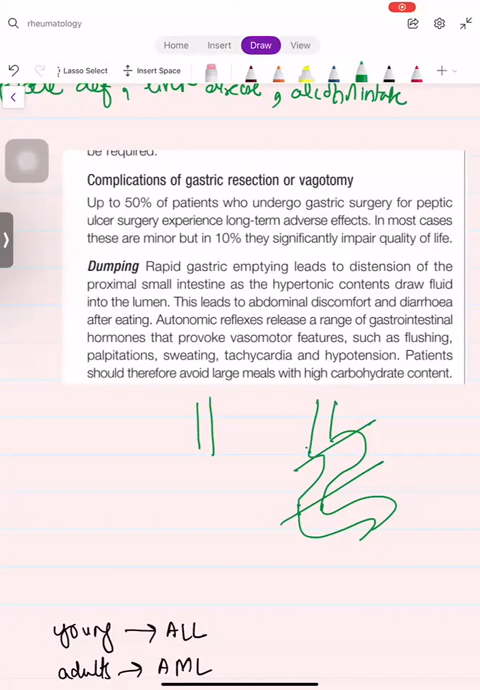 rheumatology
Home Insert Draw View
Lasso Select Insert Space
def, liver disease, alcohol intake
be required.
Complications of gastric resection or vagotomy
Up to 50% of patients who undergo gastric surgery for peptic
ulcer surgery experience long-term adverse effects. In most cases
these are minor but in 10% they significantly impair quality of life.
Dumping Rapid gastric emptying leads to distension of the
proximal small intestine as the hypertonic contents draw fluid
into the lumen. This leads to abdominal discomfort and diarrhoea
after eating. Autonomic reflexes release a range of gastrointestinal
hormones that provoke vasomotor features, such as flushing,
palpitations, sweating, tachycardia and hypotension. Patients
should therefore avoid large meals with high carbohydrate content.
young → ALL
adults → AML